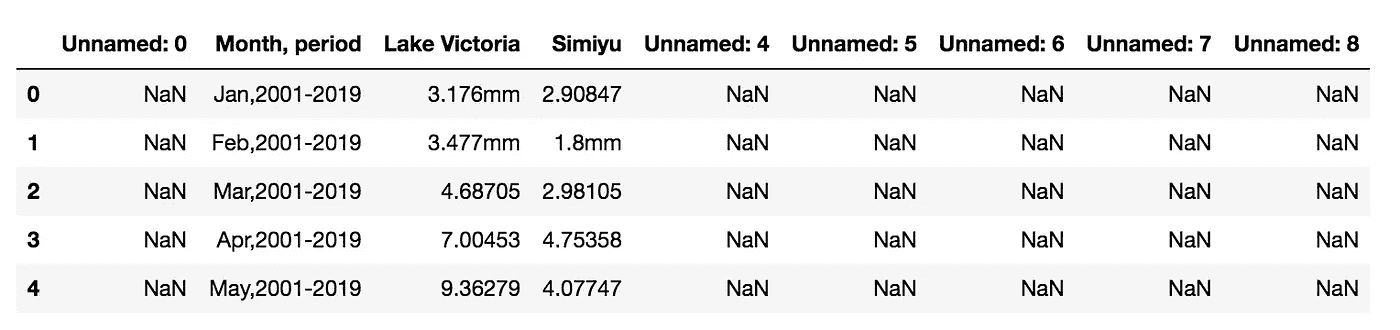 Unnamed: 0 Month, period Lake Victoria Simiyu Unnamed: 4 Unnamed: 5 Unnamed: 6 Unnamed: 7 Unnamed: 8
0 NaN Jan,2001-2019 3.176mm 2.90847 NaN NaN NaN NaN NaN
1 NaN Feb,2001-2019 3.477mm 1.8mm NaN NaN NaN NaN NaN
2 NaN Mar,2001-2019 4.68705 2.98105 NaN NaN NaN NaN NaN
3 NaN Apr,2001-2019 7.00453 4.75358 NaN NaN NaN NaN NaN
4 NaN May,2001-2019 9.36279 4.07747 NaN NaN NaN NaN NaN